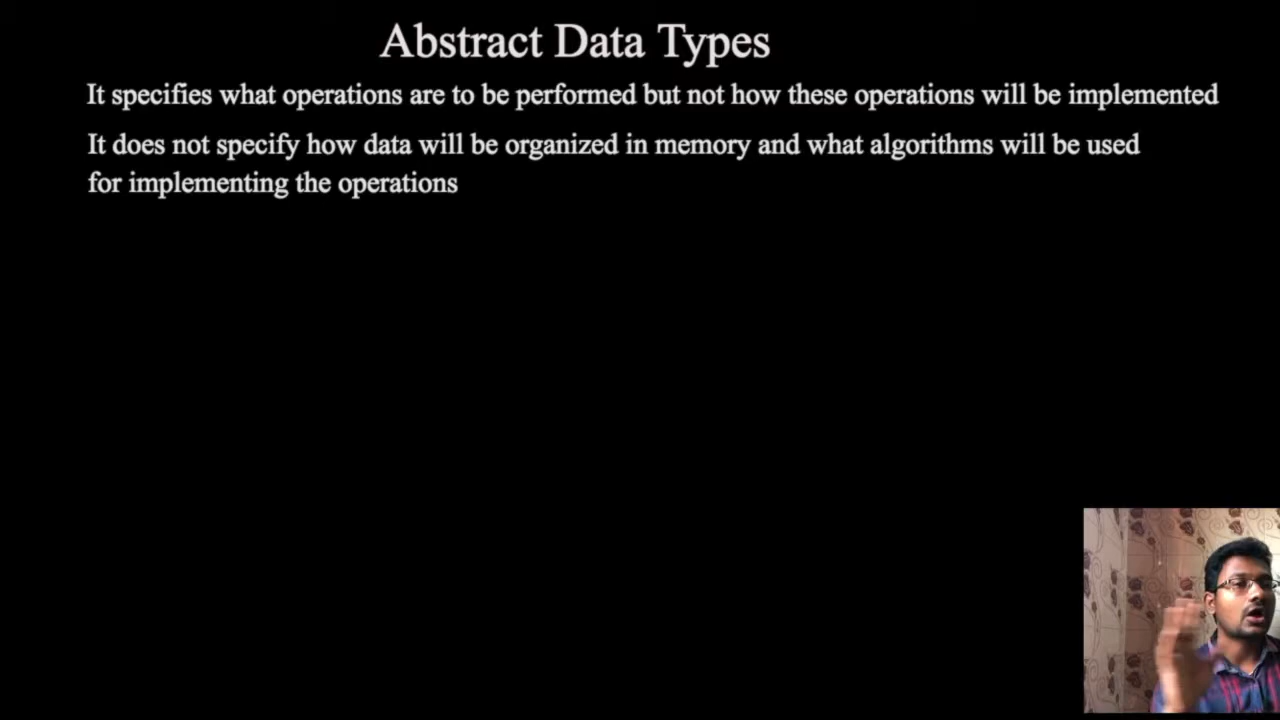 Abstract Data Types
It specifies what operations are to be performed but not how these operations will be implemented
It does not specify how data will be organized in memory and what algorithms will be used
for implementing the operations